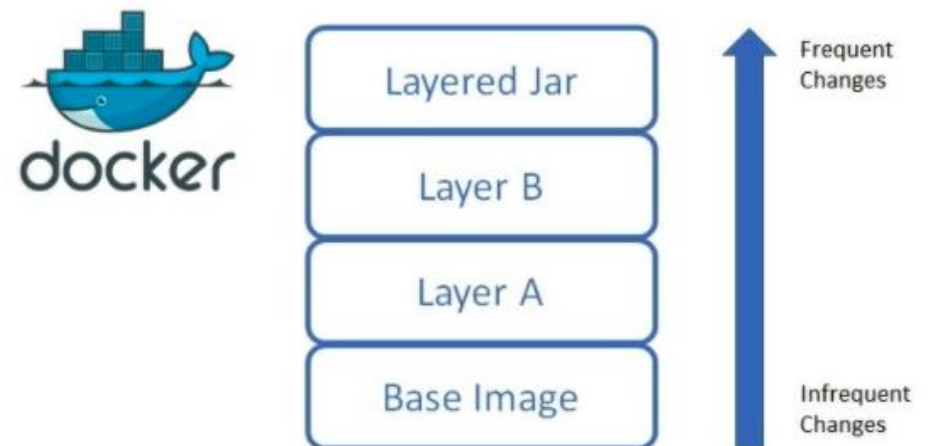 docker
Layered Jar
Layer B
Layer A
Base Image
Frequent
Changes
Infrequent
Changes